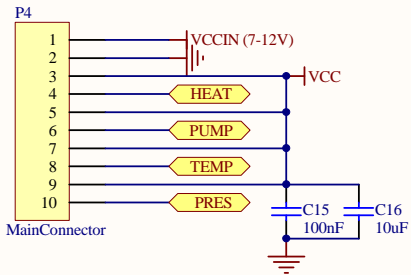 P4
1
VCCIN (7-12V)
2
3
VCC
4
HEAT
5
6
PUMP
7
8
TEMP
9
10
PRES
C15
C16
100nF
10uF
MainConnector